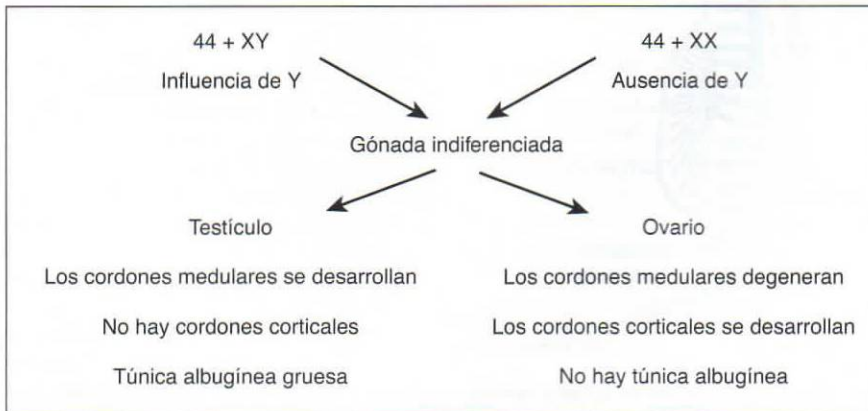 44 + XY
Influencia de Y
44 + XX
Ausencia de Y
Gónada indiferenciada
Testículo
Los cordones medulares se desarrollan
No hay cordones corticales
Túnica albugínea gruesa
Ovario
Los cordones medulares degeneran
Los cordones corticales se desarrollan
No hay túnica albugínea